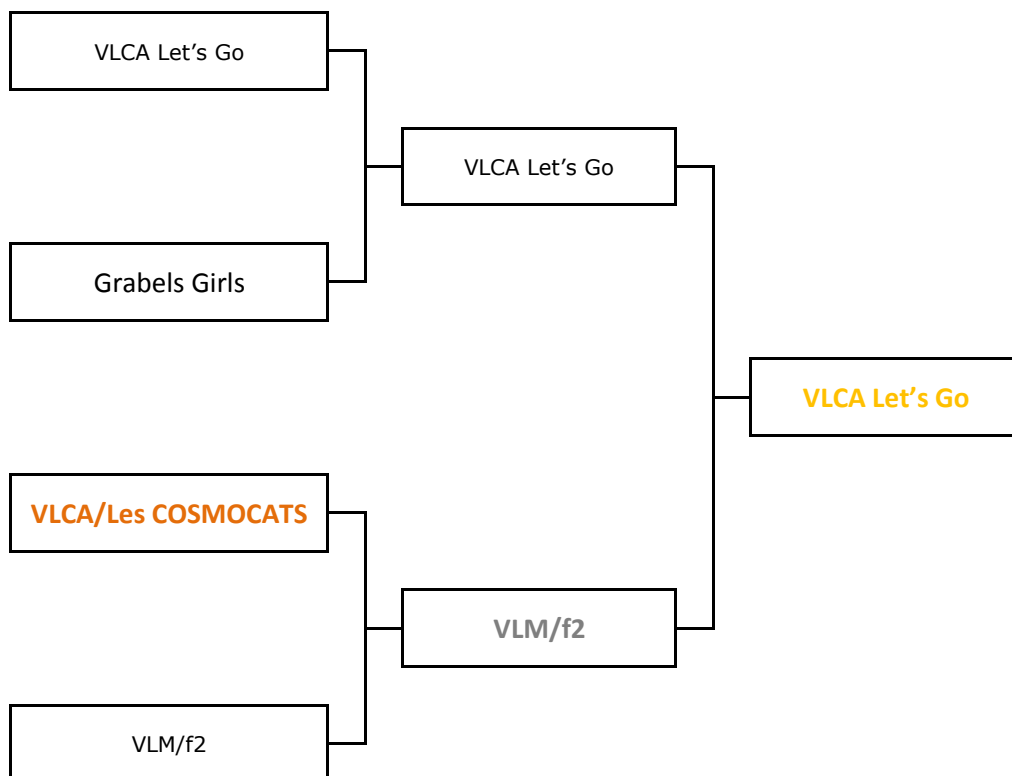 VLCA Let’s Go
VLCA Let’s Go
Grabels Girls
VLCA Let’s Go
VLCA/Les COSMOCATS
VLM/f2
VLM/f2